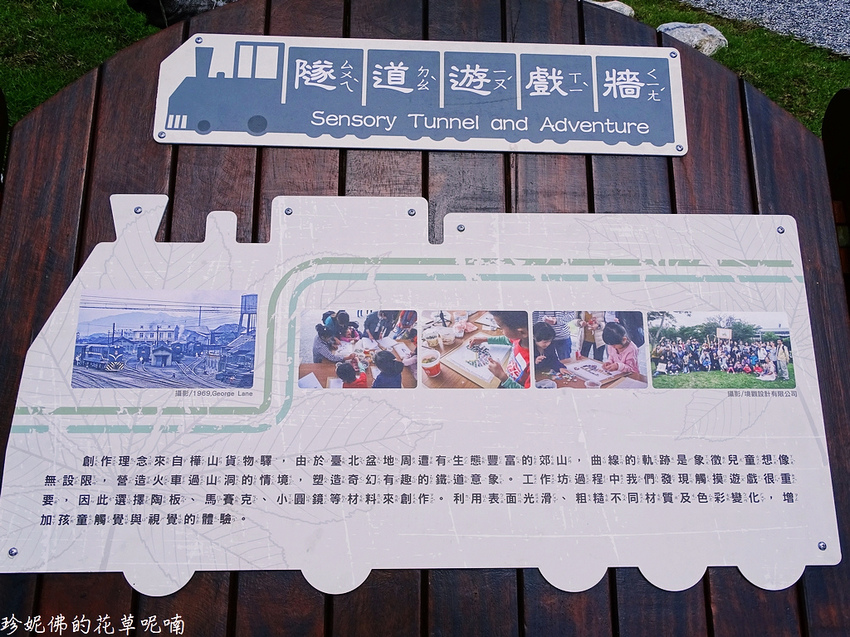 隧ㄙㄨㄟˋ道ㄉㄠˋ遊ㄧㄡˊ戲ㄒㄧˋ牆ㄑㄧㄤˊ
Sensory Tunnel and Adventure
攝影/1969,George Lane
攝影/境觀設計有限公司
創作理念來自樺山貨物驛，由於臺北盆地周遭有生態豐富的郊山，曲線的軌跡是象徵兒童想像
無設限，營造火車過山洞的情境，塑造奇幻有趣的鐵道意象。工作坊過程中我們發現觸摸遊戲很重
要，因此選擇陶板、馬賽克、小圓鏡等材料來創作。利用表面光滑、粗糙不同材質及色彩變化，增
加孩童觸覺與視覺的體驗。
珍妮佛的花草呢喃